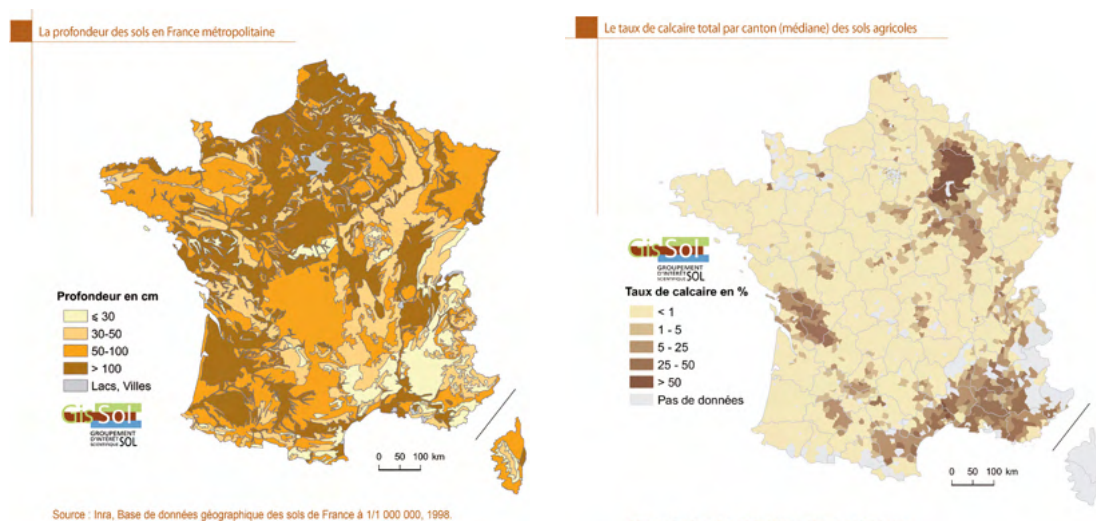 La profondeur des sols en France métropolitaine
Profondeur en cm
≤ 30
30-50
50-100
> 100
Lacs, Villes
Gis Sol
GROUPEMENT
D'INTÉRÊT
SCIENTIFIQUE SOL
0 50 100 km
Source : Inra, Base de données géographique des sols de France à 1/1 000 000, 1998.
Le taux de calcaire total par canton (médiane) des sols agricoles
Gis Sol
GROUPEMENT
D'INTÉRÊT
SCIENTIFIQUE SOL
Taux de calcaire en %
< 1
1 - 5
5 - 25
25 - 50
> 50
Pas de données
0 50 100 km